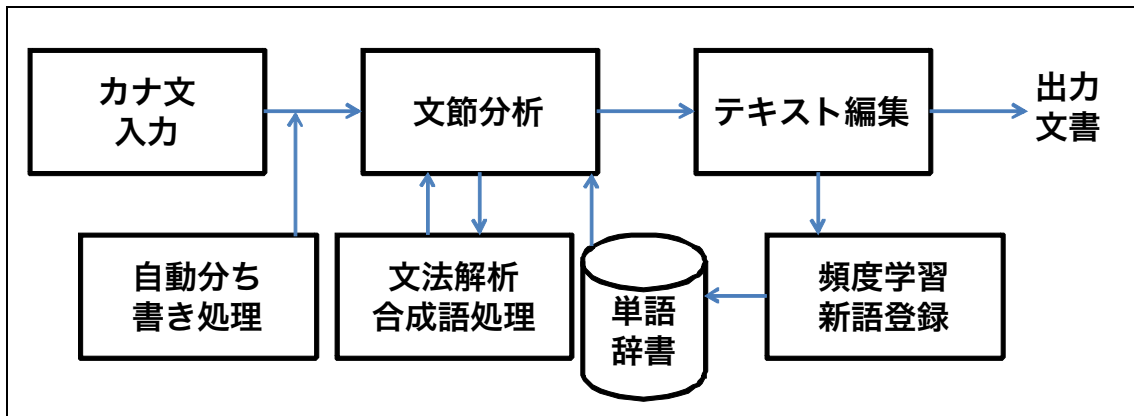 カナ文
入力
文節分析
テキスト編集
出力
文書
自動分ち
書き処理
文法解析
合成語処理
単語
辞書
頻度学習
新語登録